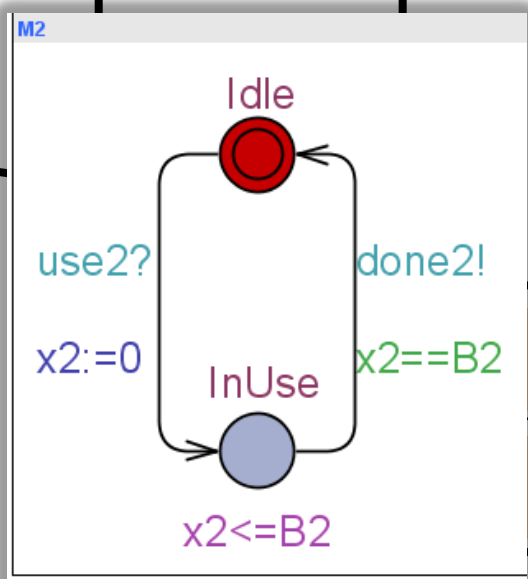 M2
Idle
use2?
done2!
x2:=0
x2==B2
InUse
x2<=B2